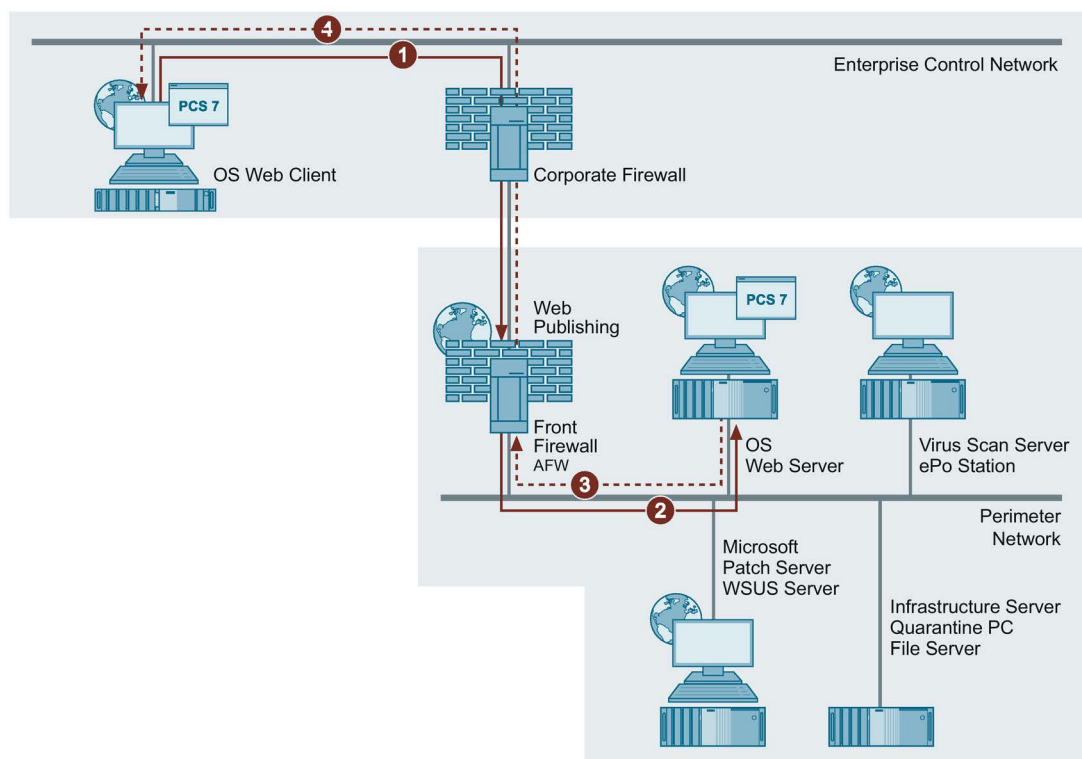 4
1
Enterprise Control Network
PCS 7
OS Web Client
Corporate Firewall
Web
Publishing
PCS 7
Front
Firewall
AFW
OS
Web Server
Virus Scan Server
ePo Station
3
2
Perimeter
Network
Microsoft
Patch Server
WSUS Server
Infrastructure Server
Quarantine PC
File Server